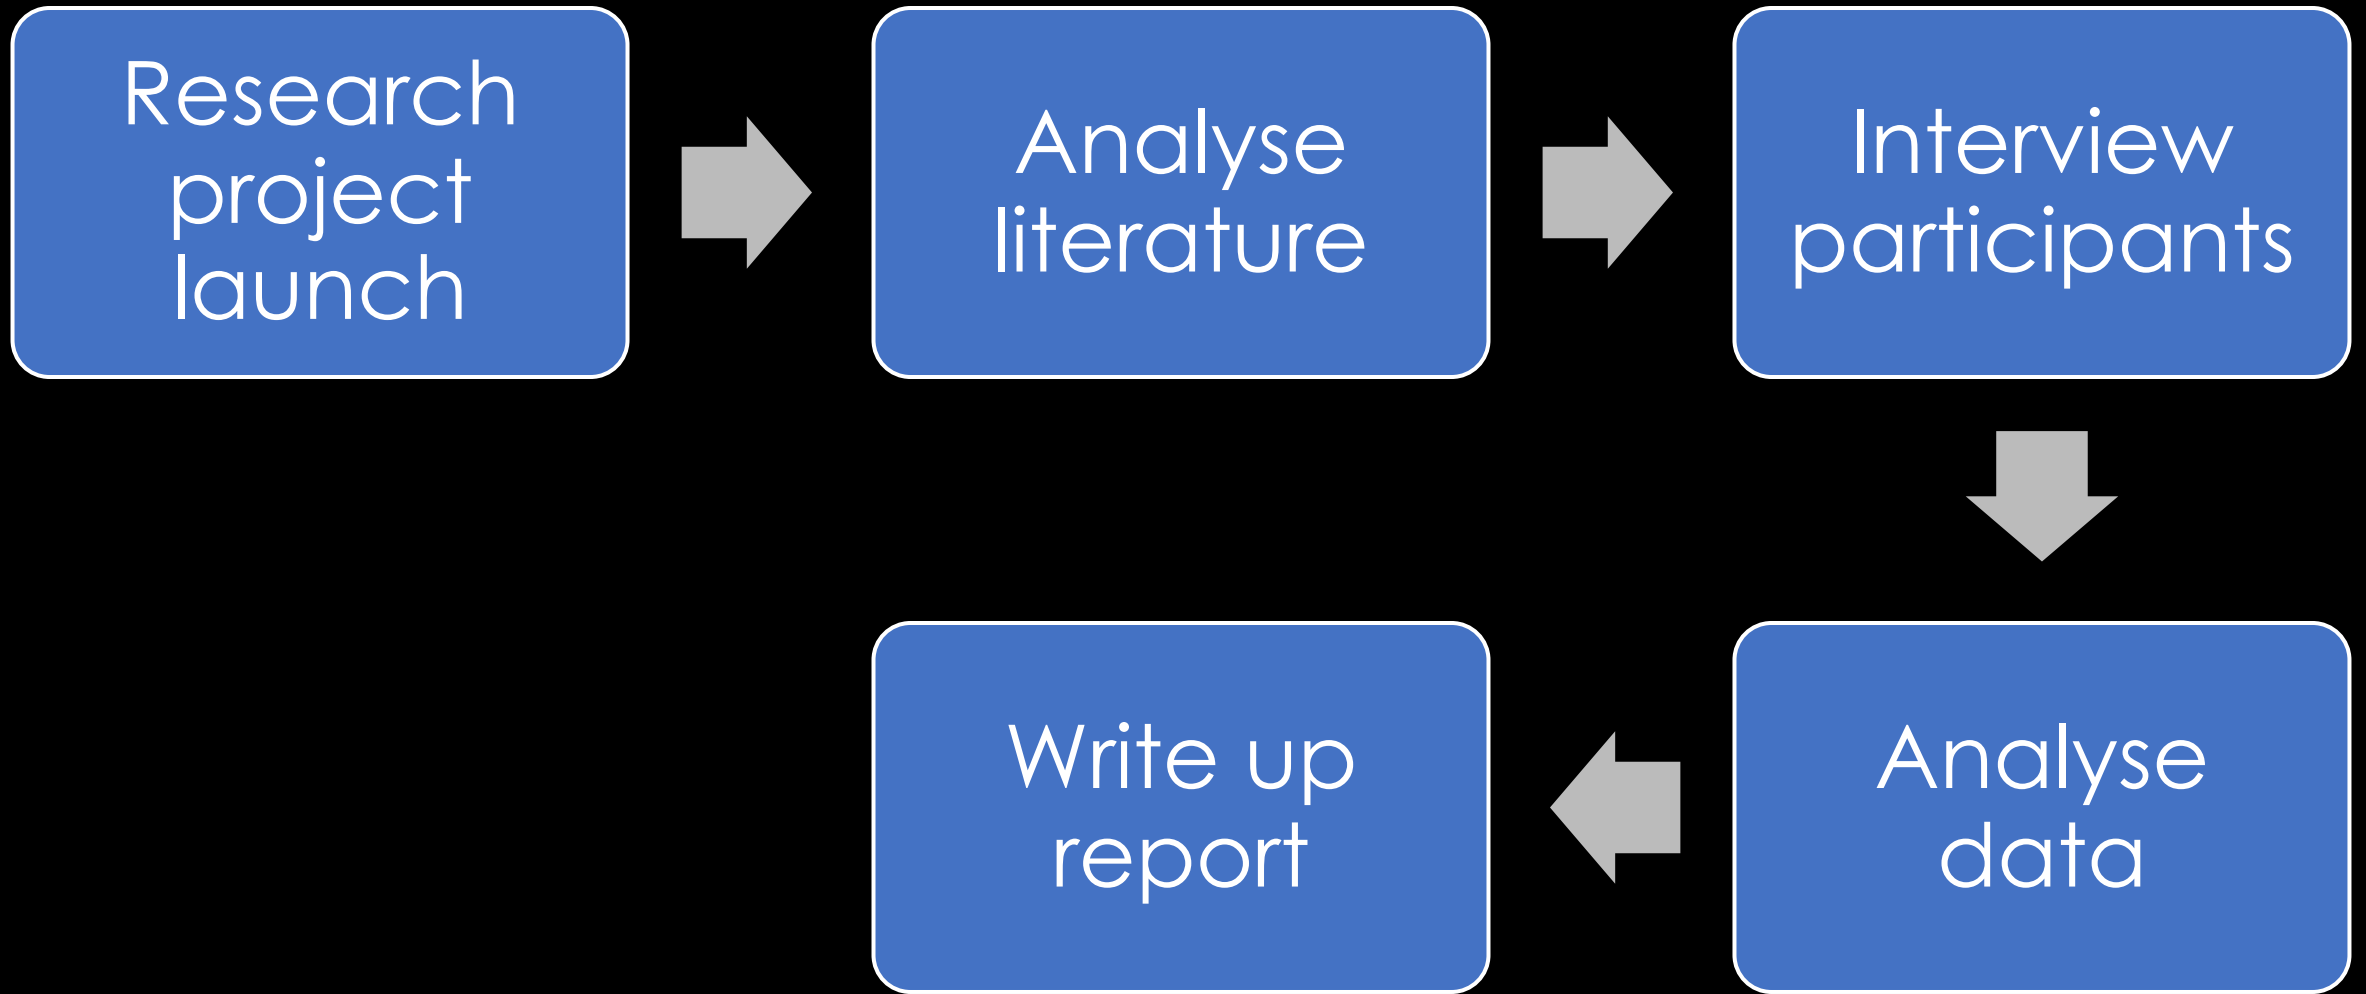 Research
project
launch
Analyse
literature
Interview
participants
Analyse
data
Write up
report